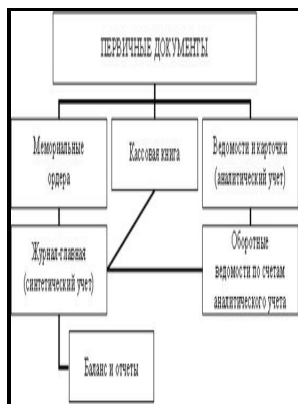 ПЕРВИЧНЫЕ ДОКУМЕНТЫ
Мемориальные
ордера
Кассовая книга
Ведомости и карточки
(аналитический учет)
Журнал-главная
(синтетический учет)
Оборотные
ведомости по счетам
аналитического учета
Баланс и отчеты